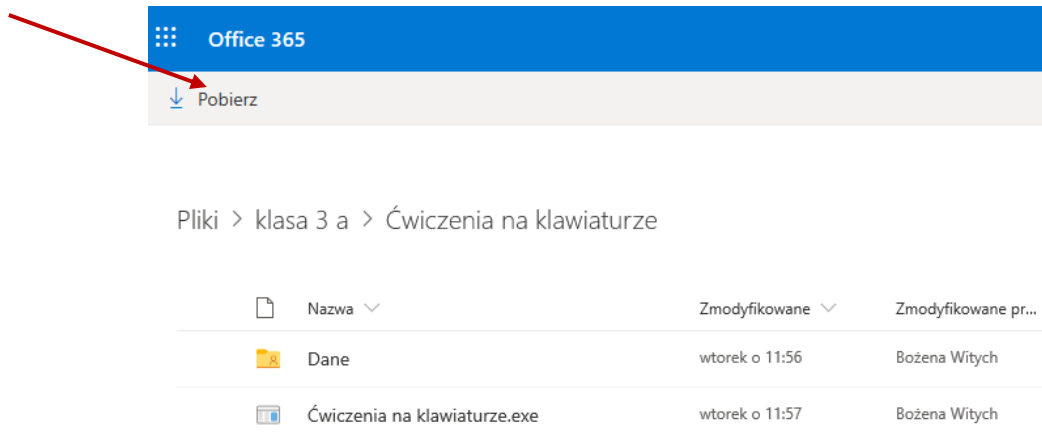 Office 365
Pobierz
Pliki > klasa 3 a > Ćwiczenia na klawiaturze
Nazwa Zmodyfikowane Zmodyfikowane pr...
Dane wtorek o 11:56 Bożena Witych
Ćwiczenia na klawiaturze.exe wtorek o 11:57 Bożena Witych